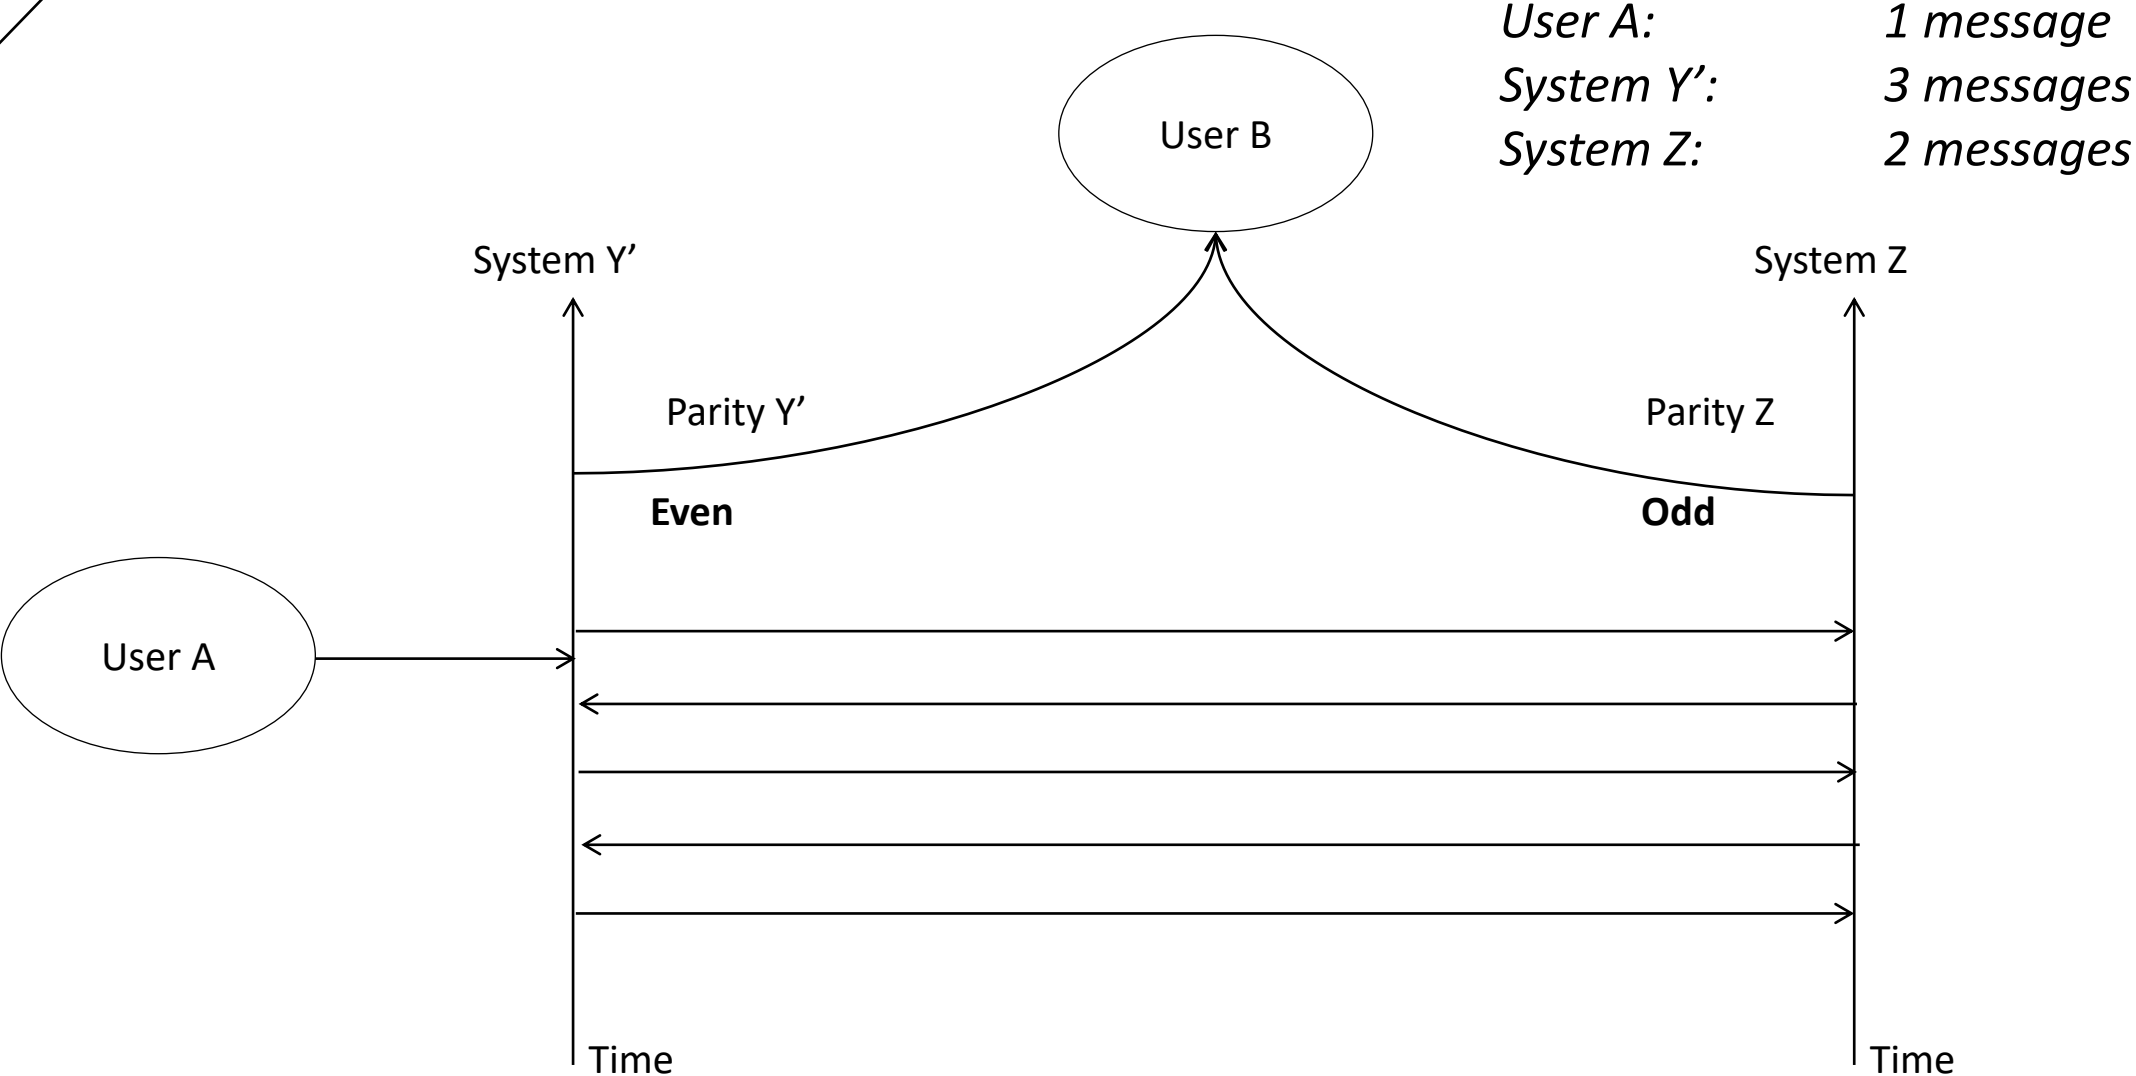 User A: 1 message
System Y’: 3 messages
System Z: 2 messages
User B
System Y’
System Z
Parity Y’
Parity Z
Even
Odd
User A
Time
Time